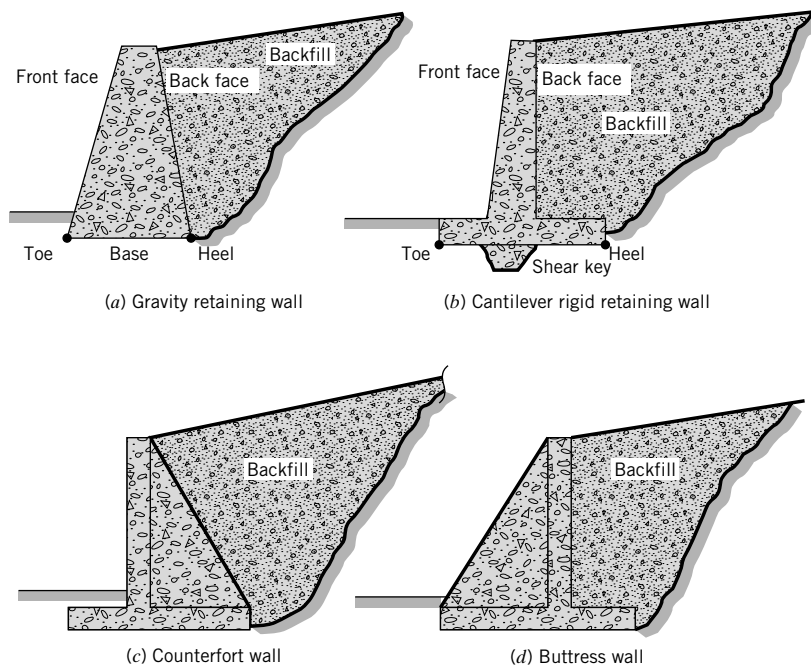 Front face
Backfill
Back face
Toe
Base
Heel
(a) Gravity retaining wall
Front face
Back face
Backfill
Toe
Heel
Shear key
(b) Cantilever rigid retaining wall
Backfill
(c) Counterfort wall
Backfill
(d) Buttress wall